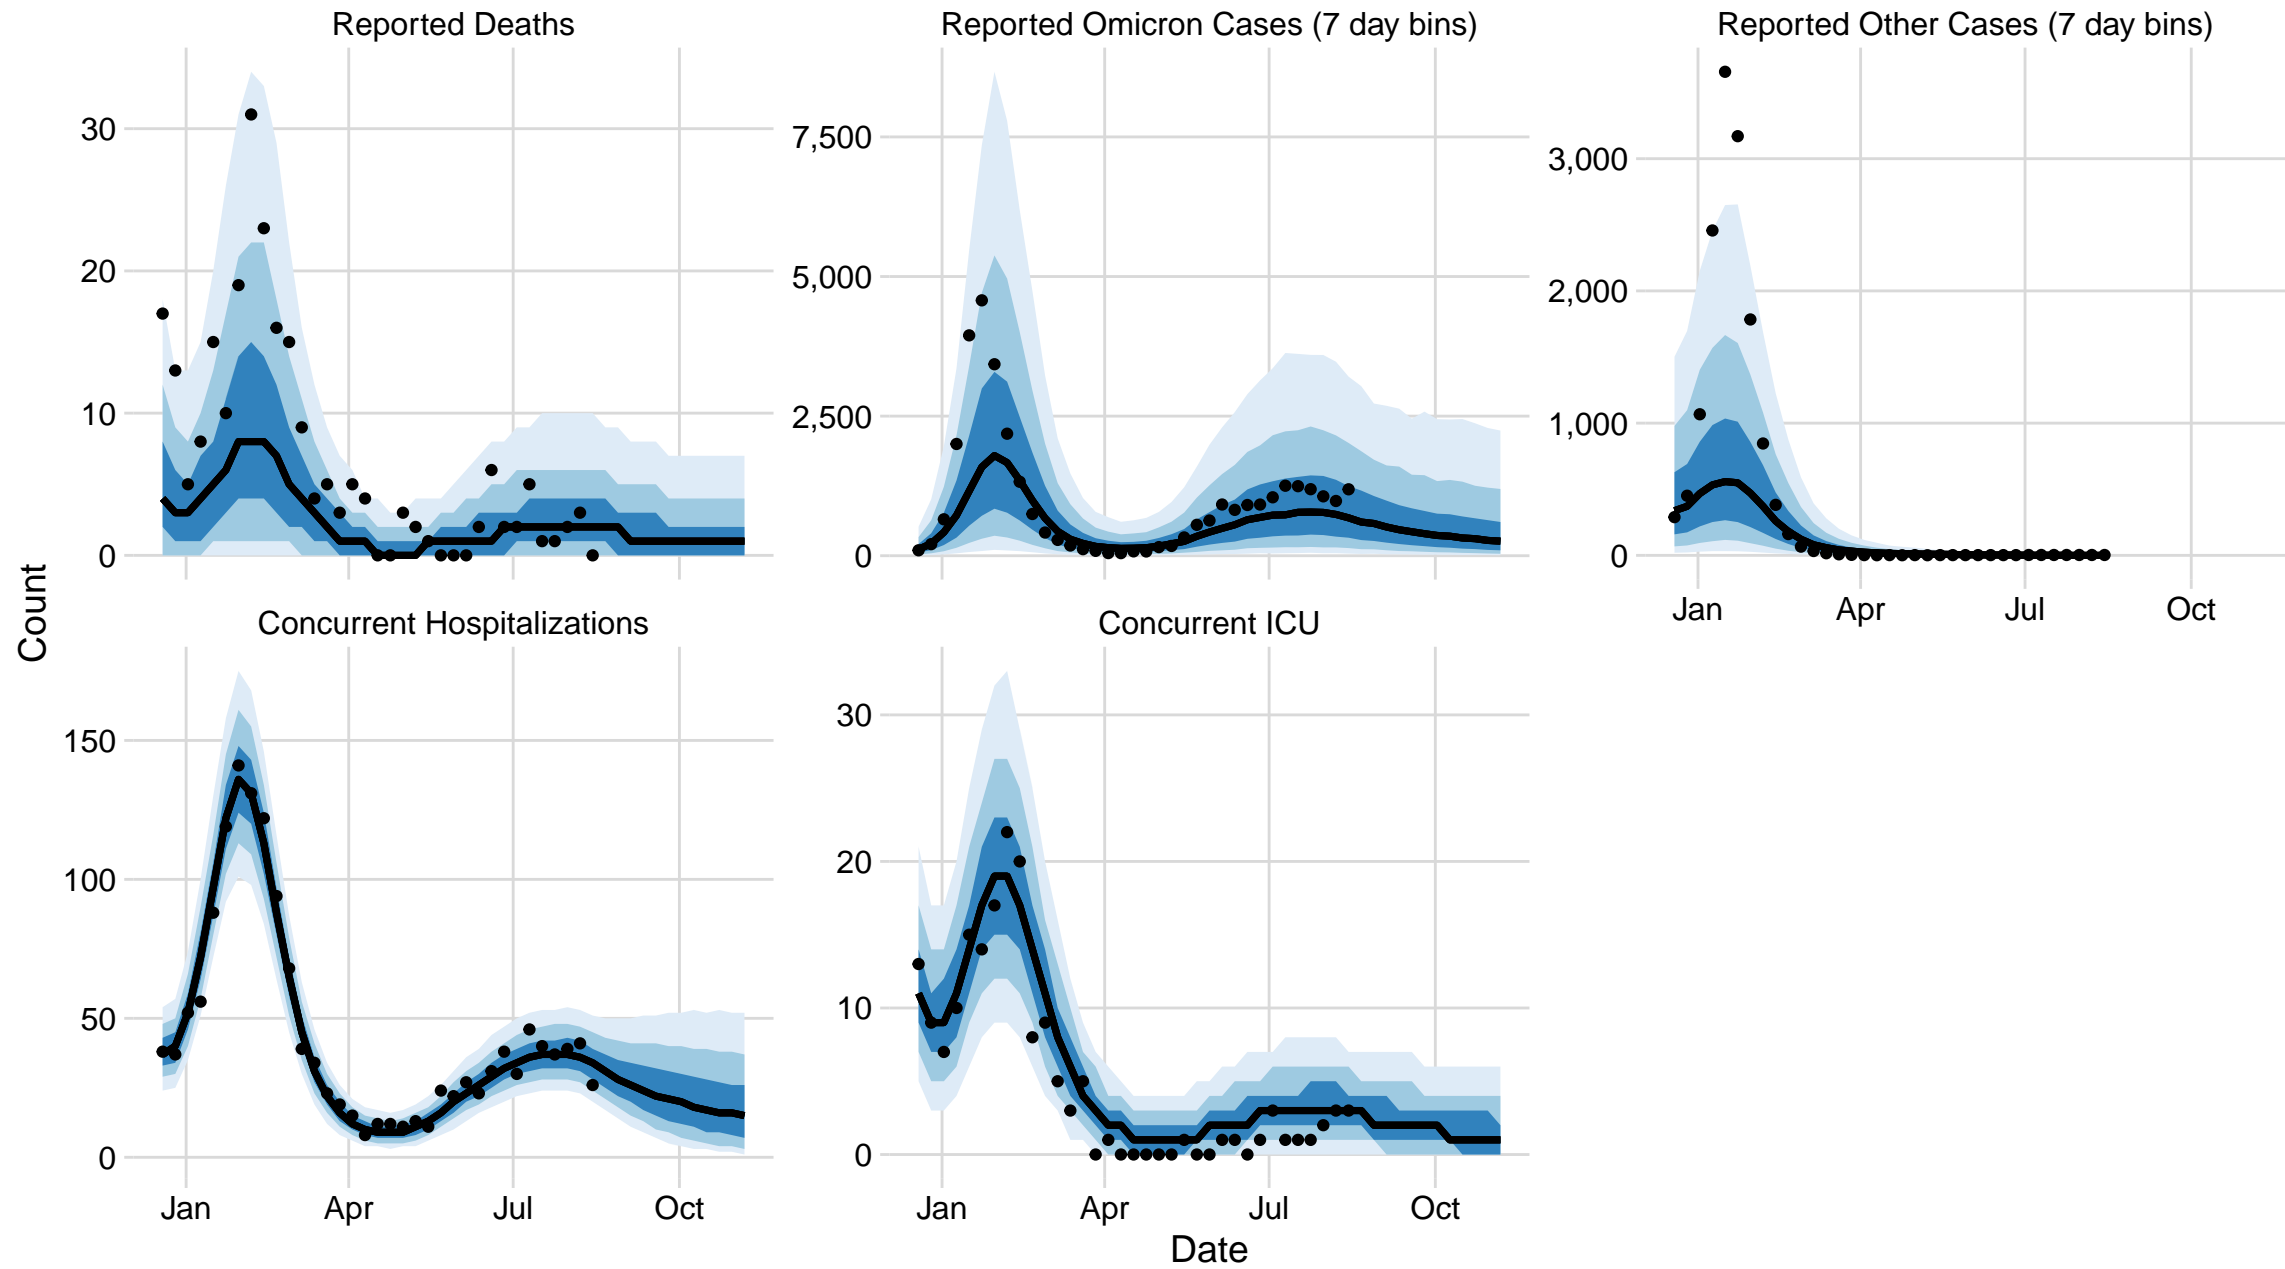 Reported Deaths
Reported Omicron Cases (7 day bins)
Reported Other Cases (7 day bins)
30
20
10
0
7,500
5,000
2,500
0
3,000
2,000
1,000
0
Jan Apr Jul Oct
Count
Concurrent Hospitalizations
Concurrent ICU
150
100
50
0
30
20
10
0
Jan Apr Jul Oct
Jan Apr Jul Oct
Date